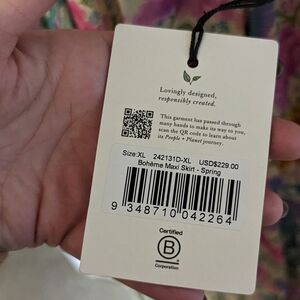 Lovingly designed,
responsibly created.
This garment has passed through
many hands to make its way to you,
scan the QR code to learn about
its People + Planet journey.
Size:XL 242131D-XL USD$229.00
Bohème Maxi Skirt - Spring
9 348710 042264
Certified
B
Corporation